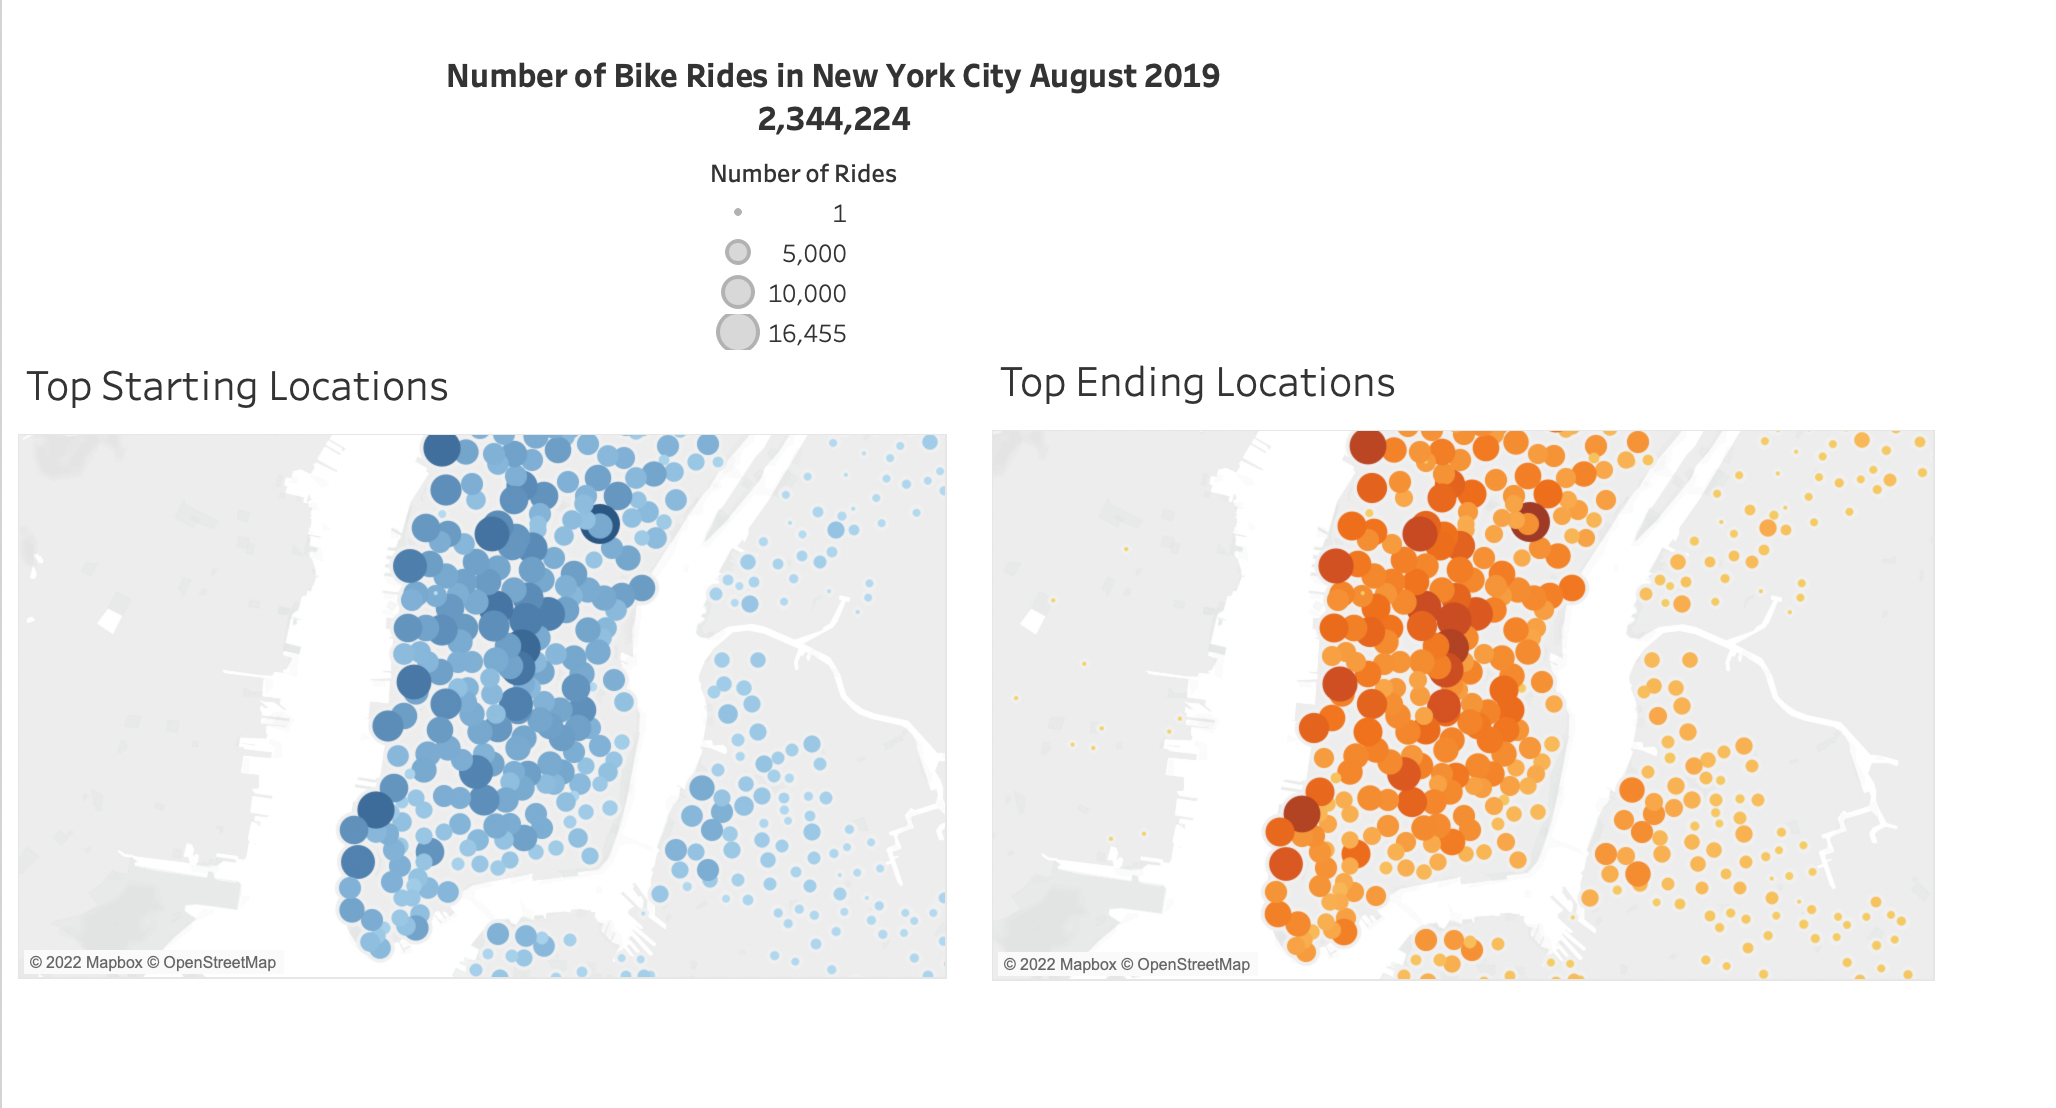 Number of Bike Rides in New York City August 2019
2,344,224
Number of Rides
1
5,000
10,000
16,455
Top Starting Locations
Top Ending Locations
© 2022 Mapbox © OpenStreetMap
© 2022 Mapbox © OpenStreetMap